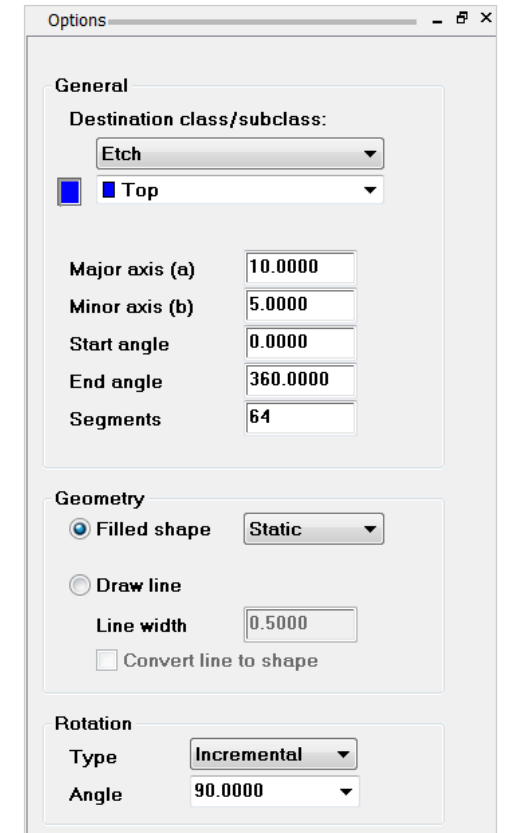 Options
General
Destination class/subclass:
Etch
Top
Major axis (a) 10.0000
Minor axis (b) 5.0000
Start angle 0.0000
End angle 360.0000
Segments 64
Geometry
Filled shape Static
Draw line
Line width 0.5000
Convert line to shape
Rotation
Type Incremental
Angle 90.0000